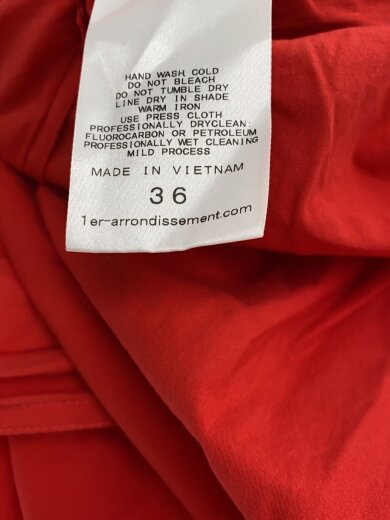 HAND WASH COLD
DO NOT BLEACH
DO NOT TUMBLE DRY
LINE DRY IN SHADE
WARM IRON
USE PRESS CLOTH
PROFESSIONALLY DRYCLEAN:
FLUOROCARBON OR PETROLEUM
PROFESSIONALLY WET CLEANING
MILD PROCESS
MADE IN VIETNAM
36
1er-arrondissement.com